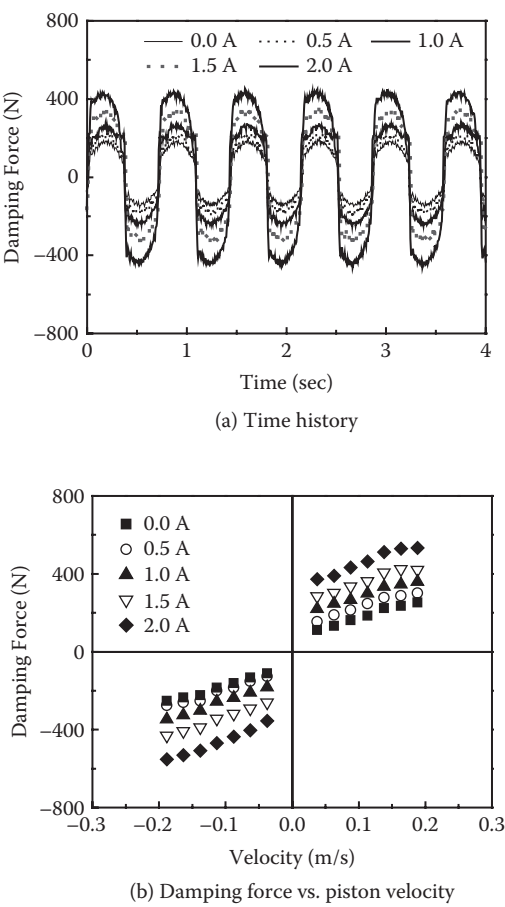 800
0.0 A 0.5 A 1.0 A
1.5 A 2.0 A
400
0
−400
−800
Damping Force (N)
0 1 2 3 4
Time (sec)
(a) Time history
800
0.0 A
0.5 A
1.0 A
1.5 A
2.0 A
400
0
−400
−800
Damping Force (N)
−0.3 −0.2 −0.1 0.0 0.1 0.2 0.3
Velocity (m/s)
(b) Damping force vs. piston velocity